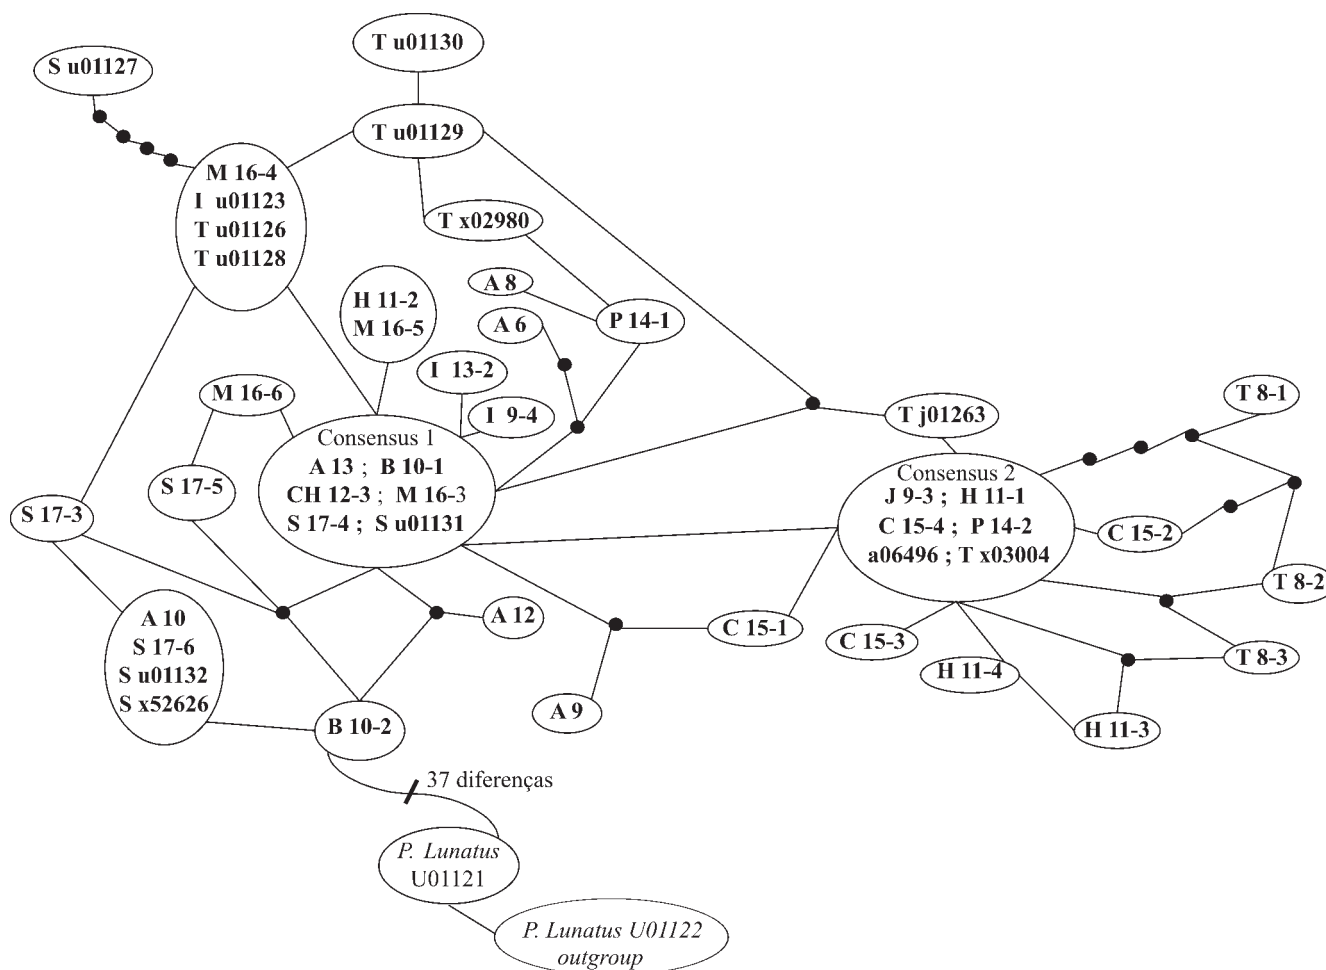 T u01130
S u01127
T u01129
M 16-4
I u01123
T u01126
T u01128
T x02980
A 8
H 11-2
M 16-5
A 6
P 14-1
I 13-2
M 16-6
I 9-4
T j01263
T 8-1
Consensus 1
A 13 ; B 10-1
CH 12-3 ; M 16-3
S 17-4 ; S u01131
Consensus 2
J 9-3 ; H 11-1
C 15-4 ; P 14-2
a06496 ; T x03004
S 17-5
S 17-3
C 15-2
T 8-2
A 10
S 17-6
S u01132
S x52626
A 12
C 15-1
C 15-3
T 8-3
H 11-4
A 9
B 10-2
H 11-3
37 diferenças
P. Lunatus
U01121
P. Lunatus U01122
outgroup